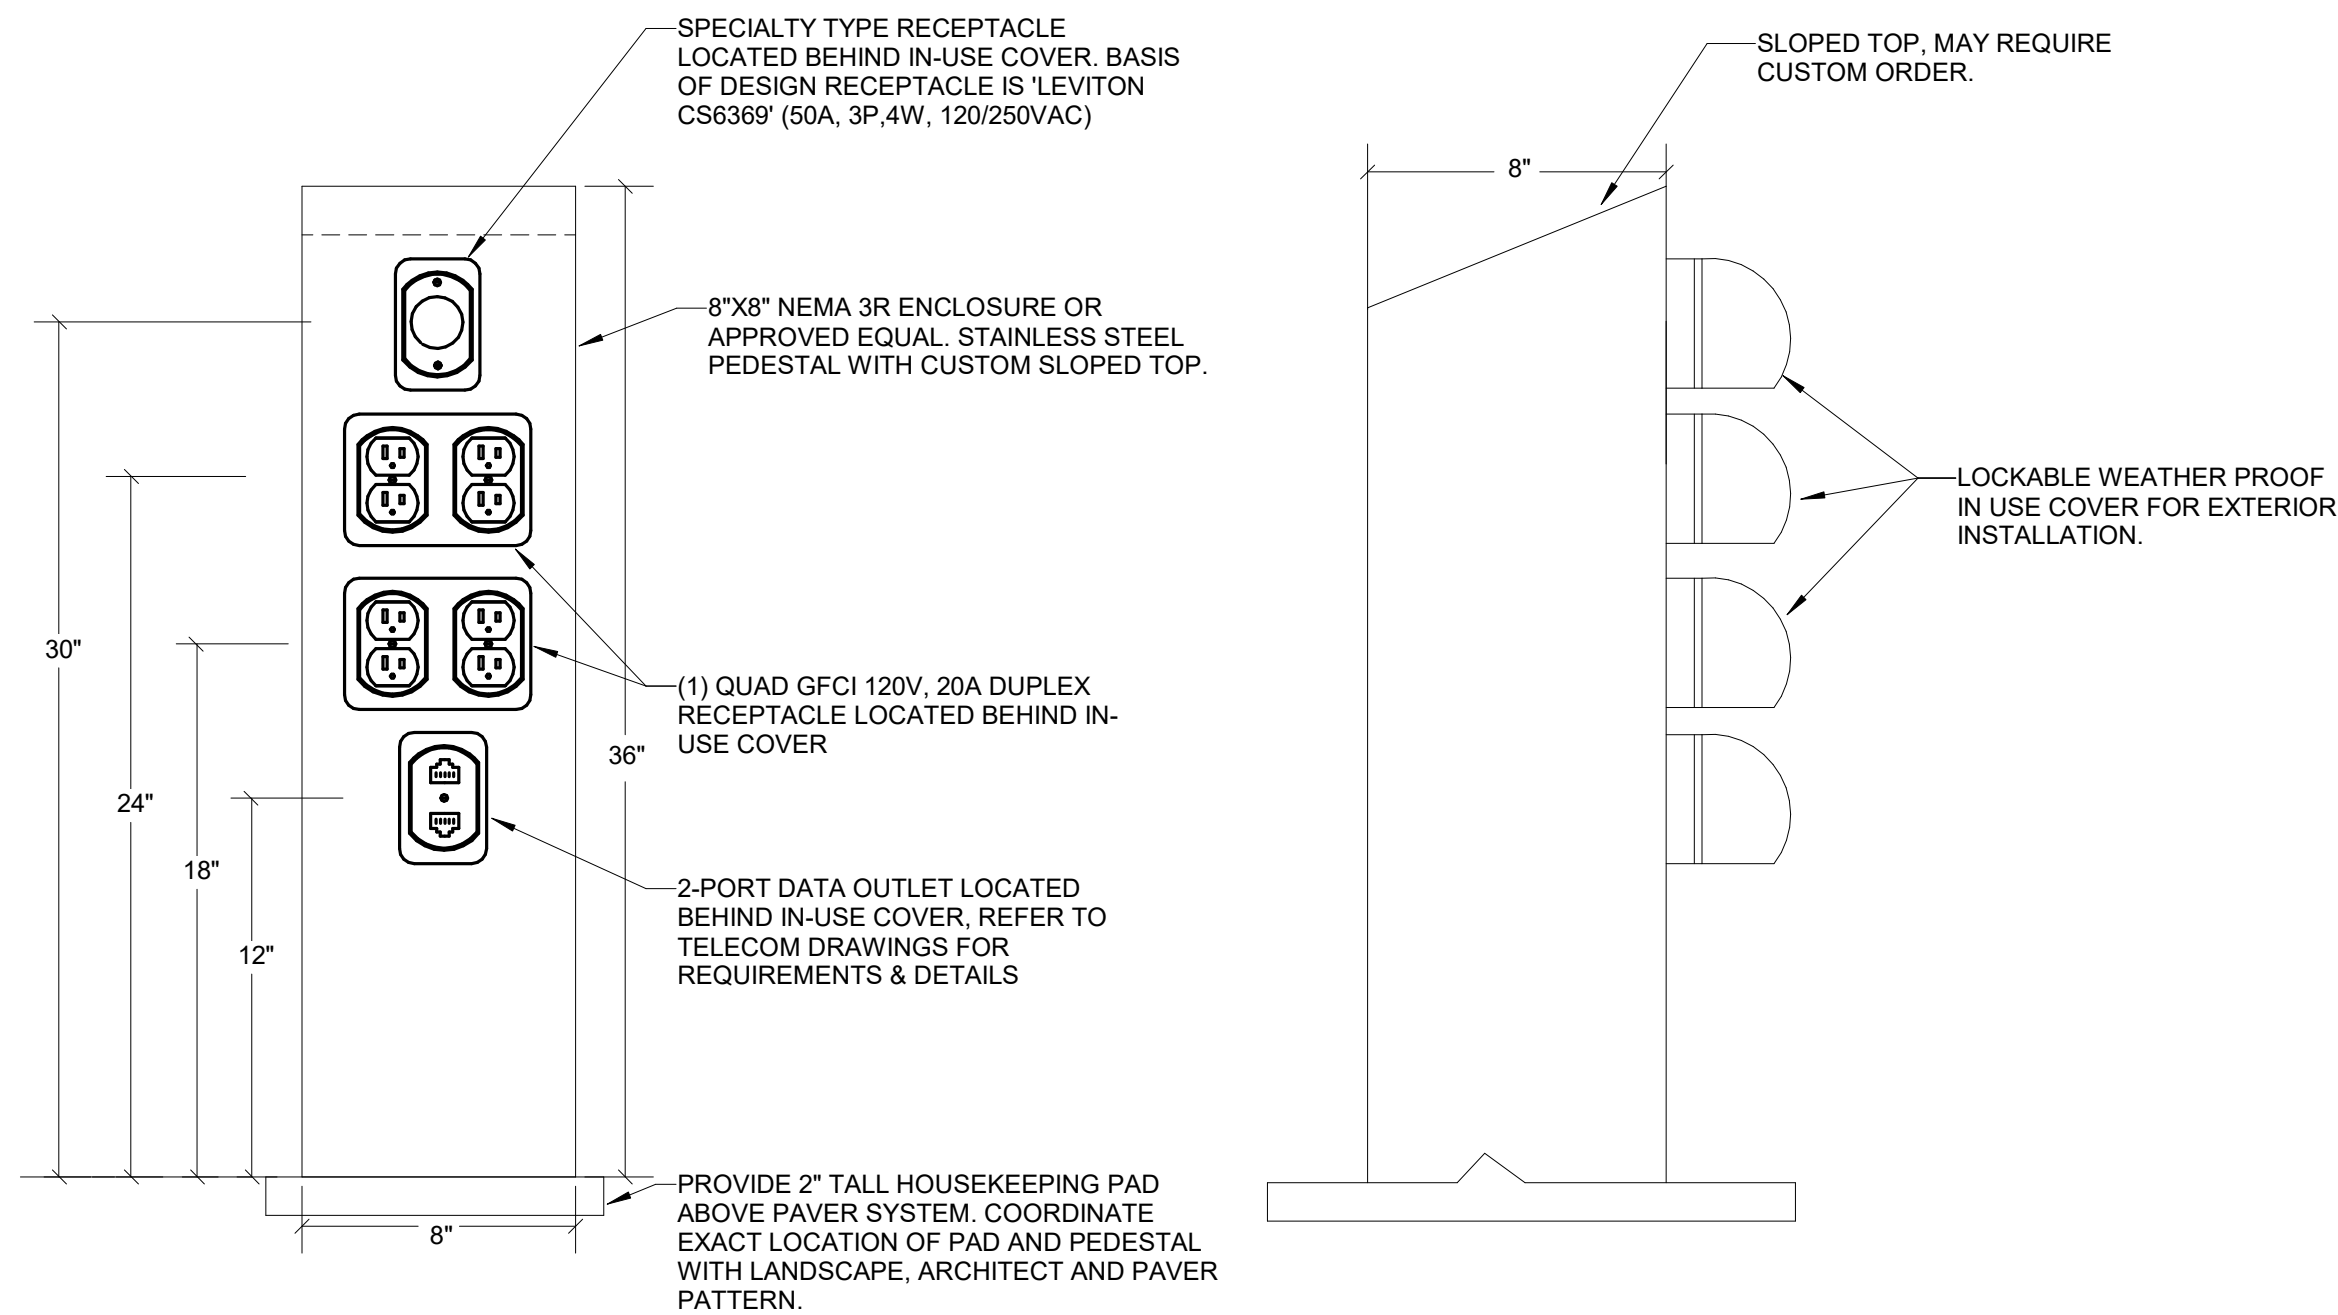 SPECIALTY TYPE RECEPTACLE
LOCATED BEHIND IN-USE COVER. BASIS
OF DESIGN RECEPTACLE IS 'LEVITON
CS6369' (50A, 3P,4W, 120/250VAC)
SLOPED TOP, MAY REQUIRE
CUSTOM ORDER.
8"
8"X8" NEMA 3R ENCLOSURE OR
APPROVED EQUAL. STAINLESS STEEL
PEDESTAL WITH CUSTOM SLOPED TOP.
LOCKABLE WEATHER PROOF
IN USE COVER FOR EXTERIOR
INSTALLATION.
30"
24"
18"
12"
36"
(1) QUAD GFCI 120V, 20A DUPLEX
RECEPTACLE LOCATED BEHIND IN-
USE COVER
2-PORT DATA OUTLET LOCATED
BEHIND IN-USE COVER, REFER TO
TELECOM DRAWINGS FOR
REQUIREMENTS & DETAILS
PROVIDE 2" TALL HOUSEKEEPING PAD
ABOVE PAVER SYSTEM. COORDINATE
EXACT LOCATION OF PAD AND PEDESTAL
WITH LANDSCAPE, ARCHITECT AND PAVER
PATTERN.
8"